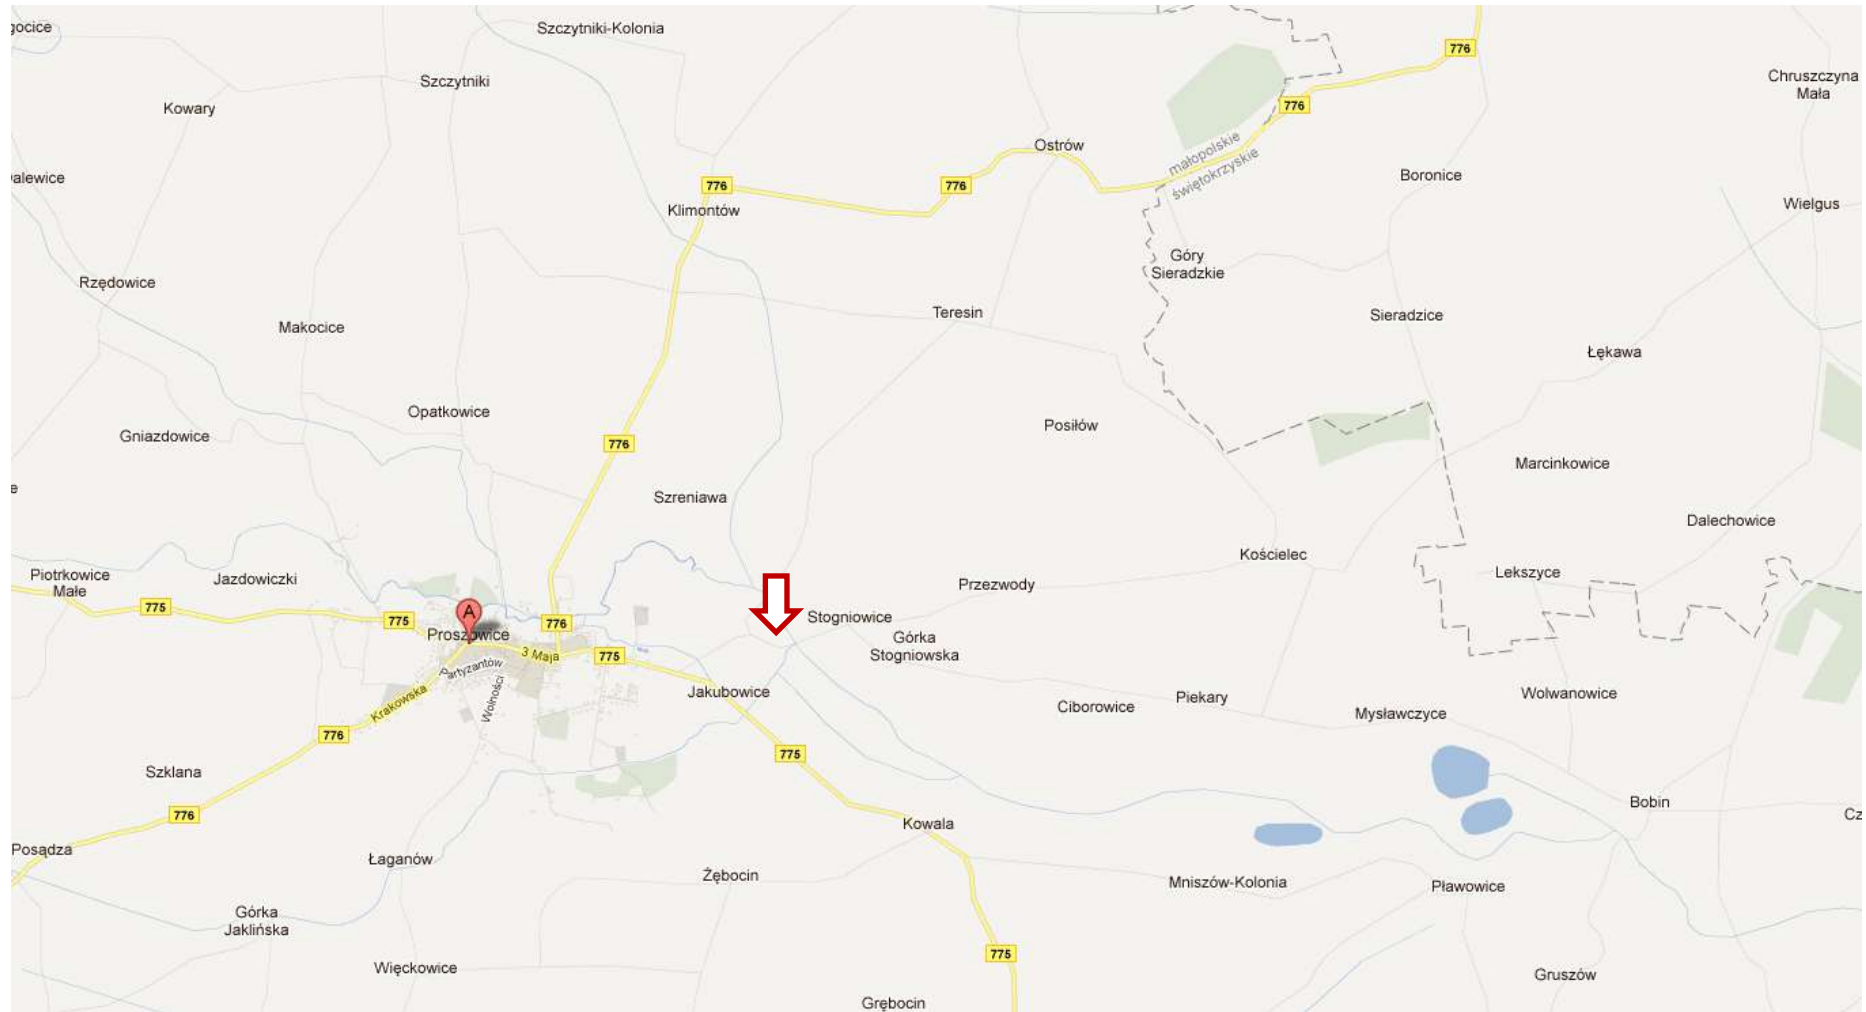 gocice
Szczytniki-Kolonia
776
Szczytniki
Chruszczyna
Mała
Kowary
776
Ostrów
małopolskie
świętokrzyskie
alewice
776
776
Boronice
Klimontów
Wielgus
Góry
Sieradzkie
Rzędowice
Teresin
Sieradzice
Makocice
Łękawa
Opatkowice
Posiłów
Gniazdowice
776
Marcinkowice
e
Szreniawa
Dalechowice
Kościelec
Piotrkowice
Małe
Jazdowiczki
Przezwody
Lekszyce
775
775
A
776
Stogniowice
Proszowice
Górka
Stogniowska
3 Maja
775
Partyzantów
Wolności
Krakowska
Jakubowice
Ciborowice
Piekary
Wolwanowice
Mysławczyce
776
775
Szklana
Bobin
776
Kowala
Cz
Posądza
Łaganów
Żębocin
Mniszów-Kolonia
Pławowice
Górka
Jaklińska
775
Więckowice
Gruszów
Grębocin